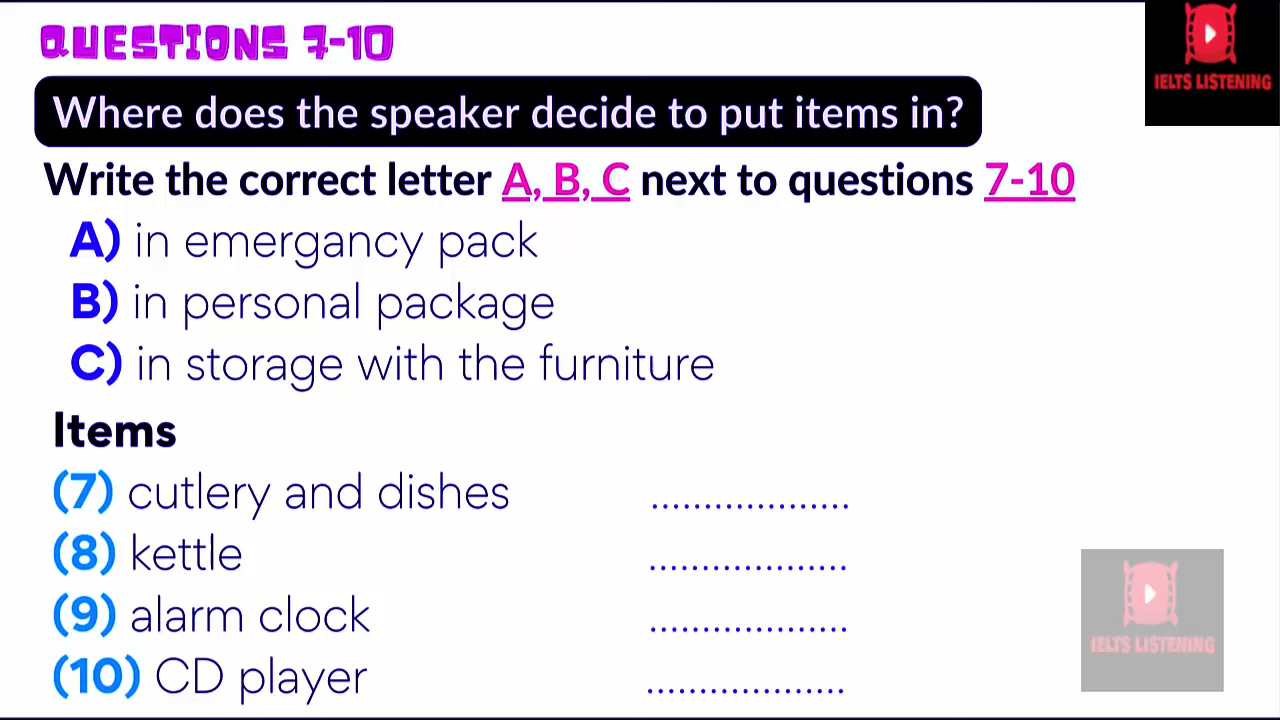 QUESTIONS 7-10
IELTS LISTENING
Where does the speaker decide to put items in?
Write the correct letter A, B, C next to questions 7-10
A) in emergancy pack
B) in personal package
C) in storage with the furniture
Items
(7) cutlery and dishes ...................
(8) kettle ...................
(9) alarm clock ...................
(10) CD player ...................
IELTS LISTENING